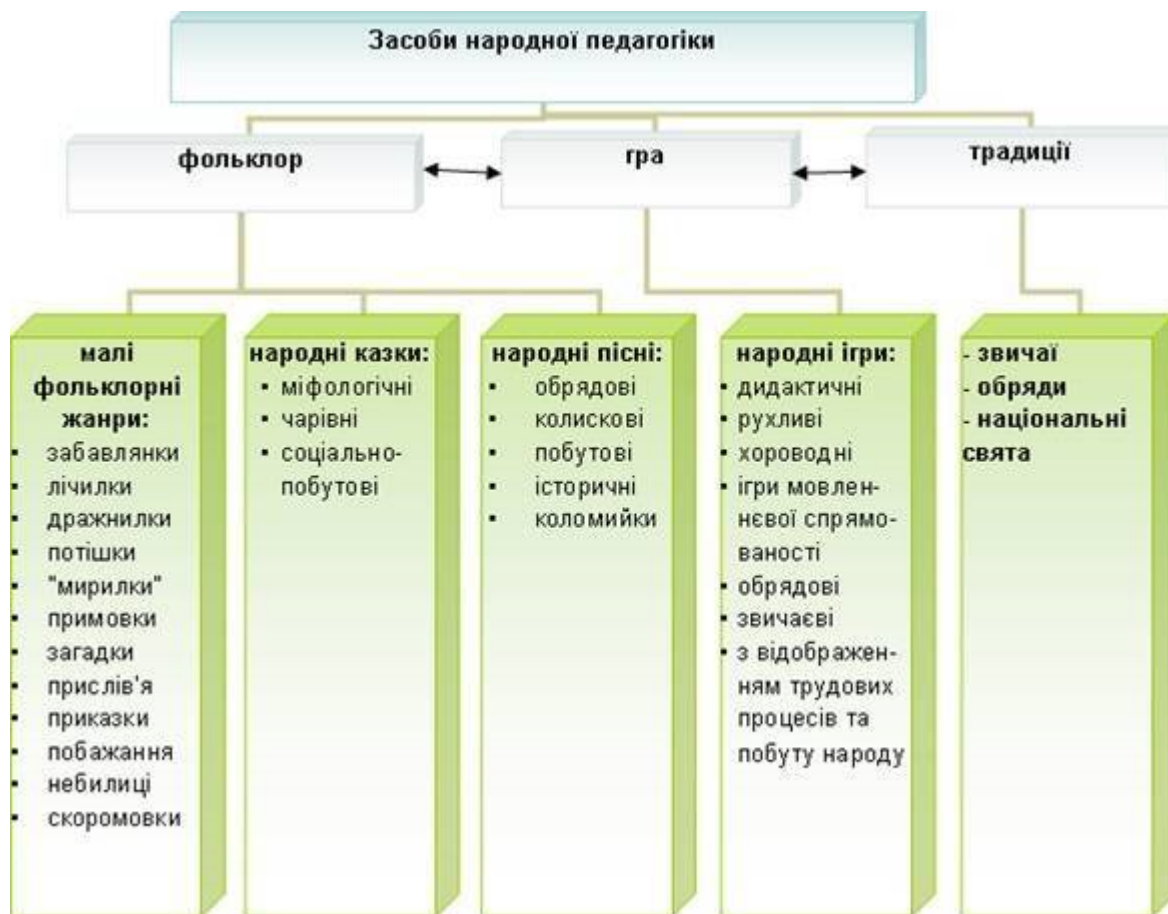 Засоби народної педагогіки
фольклор
гра
традиції
малі
фольклорні
жанри:
▪ забавлянки
▪ лічилки
▪ дражнилки
▪ потішки
▪ "мирилки"
▪ примовки
▪ загадки
▪ прислів'я
▪ приказки
▪ побажання
▪ небилиці
▪ скоромовки
народні казки:
▪ міфологічні
▪ чарівні
▪ соціально-
побутові
народні пісні:
▪ обрядові
▪ колискові
▪ побутові
▪ історичні
▪ коломийки
народні ігри:
▪ дидактичні
▪ рухливі
▪ хороводні
▪ ігри мовлен-
нєвої спрямо-
ваності
▪ обрядові
▪ звичаєві
▪ з відображен-
ням трудових
процесів та
побуту народу
- звичаї
- обряди
- національні
свята